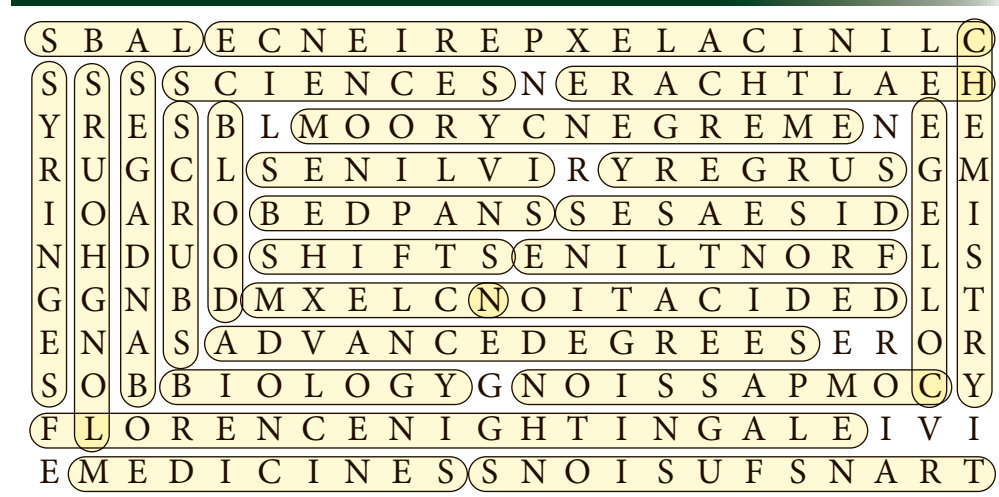 S B A L E C N E I R E P X E L A C I N I L C
S S S S C I E N C E S N E R A C H T L A E H
Y R E S B L M O O R Y C N E G R E M E N E E
R U G C L S E N I L V I R Y R E G R U S G M
I O A R O B E D P A N S S E S A E S I D E I
N H D U O S H I F T S E N I L T N O R F L S
G G N B D M X E L C N O I T A C I D E D L T
E N A S A D V A N C E D E G R E E S E R O R
S O B B I O L O G Y G N O I S S A P M O C Y
F L O R E N C E N I G H T I N G A L E I V I
E M E D I C I N E S S N O I S U F S N A R T